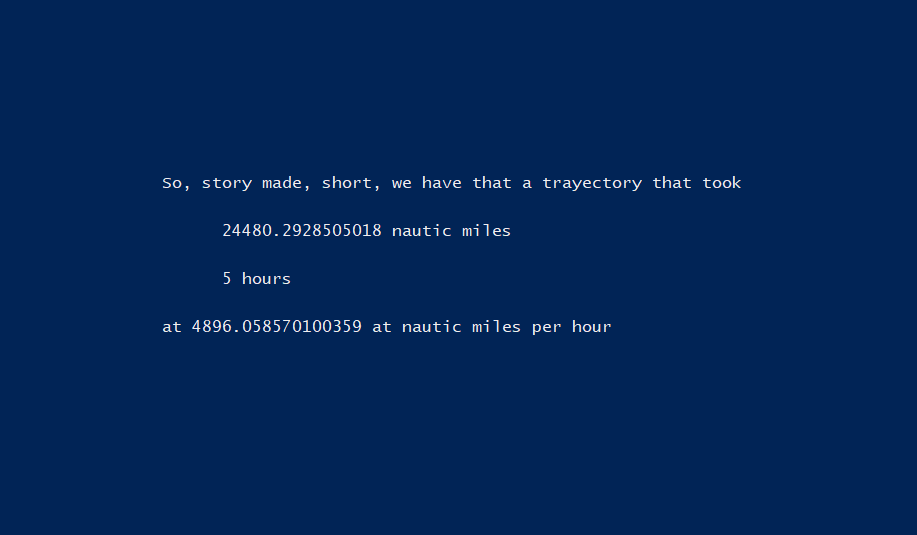 So, story made, short, we have that a trayectory that took
24480.2928505018 nautic miles
5 hours
at 4896.058570100359 at nautic miles per hour